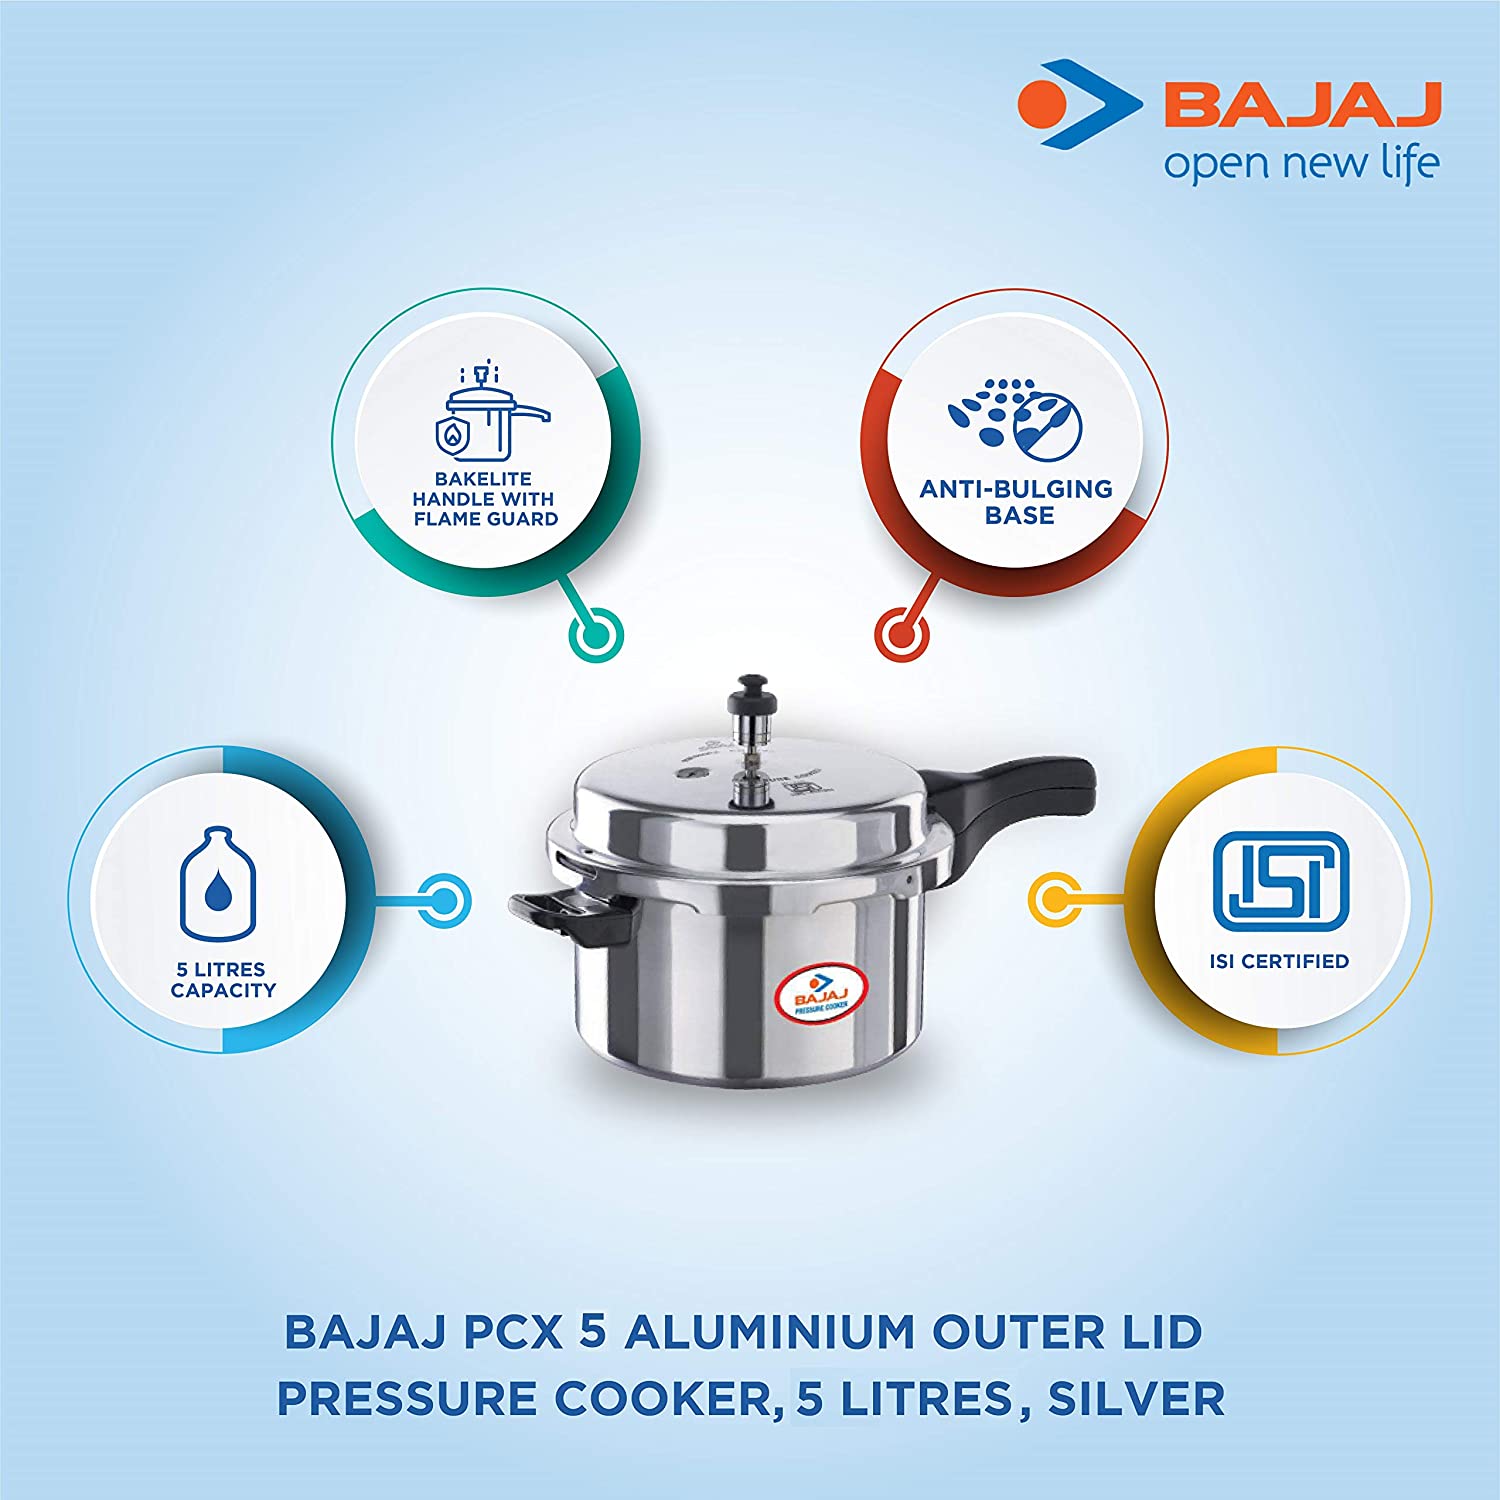 BAJAJ
open new life
BAKELITE
HANDLE WITH
FLAME GUARD
ANTI-BULGING
BASE
5 LITRES
CAPACITY
BAJAJ
PRESSURE COOKER
ISI
ISI CERTIFIED
BAJAJ PCX 5 ALUMINIUM OUTER LID
PRESSURE COOKER, 5 LITRES, SILVER